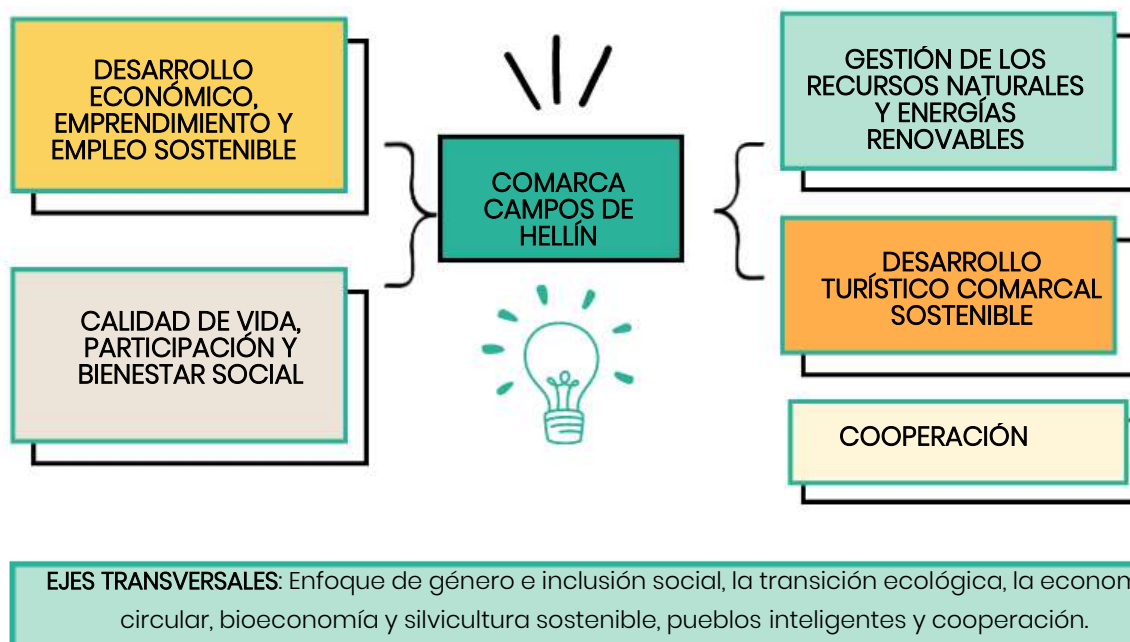 DESARROLLO
ECONÓMICO,
EMPRENDIMIENTO Y
EMPLEO SOSTENIBLE
CALIDAD DE VIDA,
PARTICIPACIÓN Y
BIENESTAR SOCIAL
COMARCA
CAMPOS DE
HELLÍN
GESTIÓN DE LOS
RECURSOS NATURALES
Y ENERGÍAS
RENOVABLES
DESARROLLO
TURÍSTICO COMARCAL
SOSTENIBLE
COOPERACIÓN
EJES TRANSVERSALES: Enfoque de género e inclusión social, la transición ecológica, la
circular, bioeconomía y silvicultura sostenible, pueblos inteligentes y cooperación.